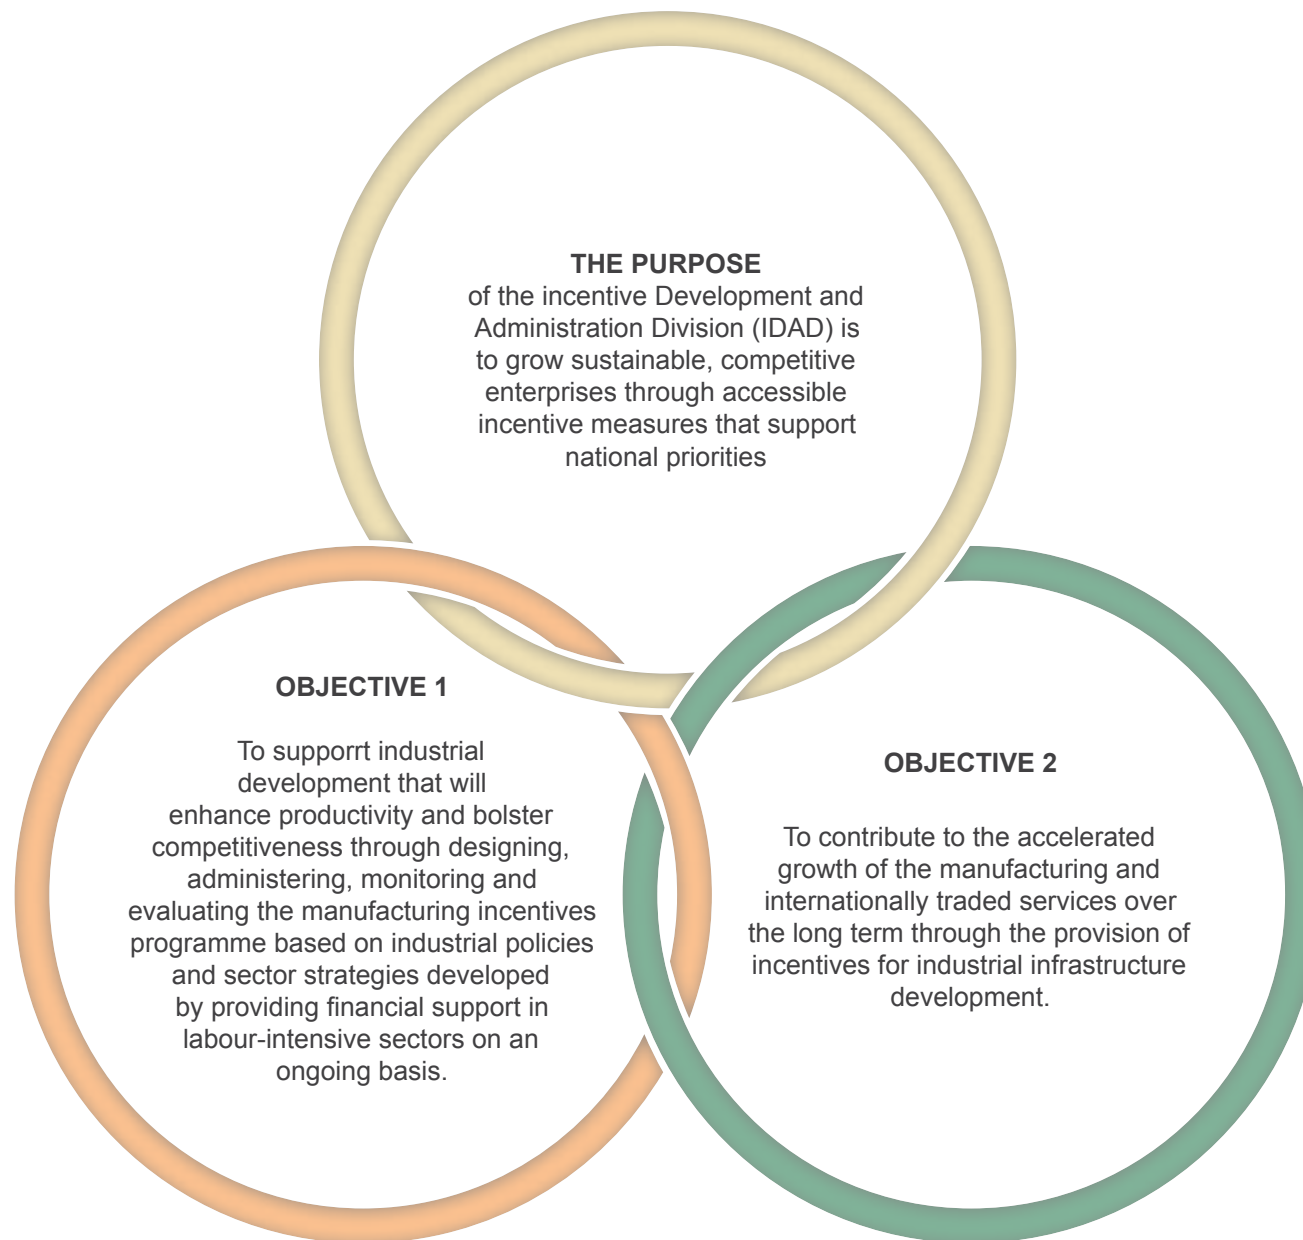 THE PURPOSE
of the incentive Development and
Administration Division (IDAD) is
to grow sustainable, competitive
enterprises through accessible
incentive measures that support
national priorities
OBJECTIVE 1
To supporrt industrial
development that will
enhance productivity and bolster
competitiveness through designing,
administering, monitoring and
evaluating the manufacturing incentives
programme based on industrial policies
and sector strategies developed
by providing financial support in
labour-intensive sectors on an
ongoing basis.
OBJECTIVE 2
To contribute to the accelerated
growth of the manufacturing and
internationally traded services over
the long term through the provision of
incentives for industrial infrastructure
development.